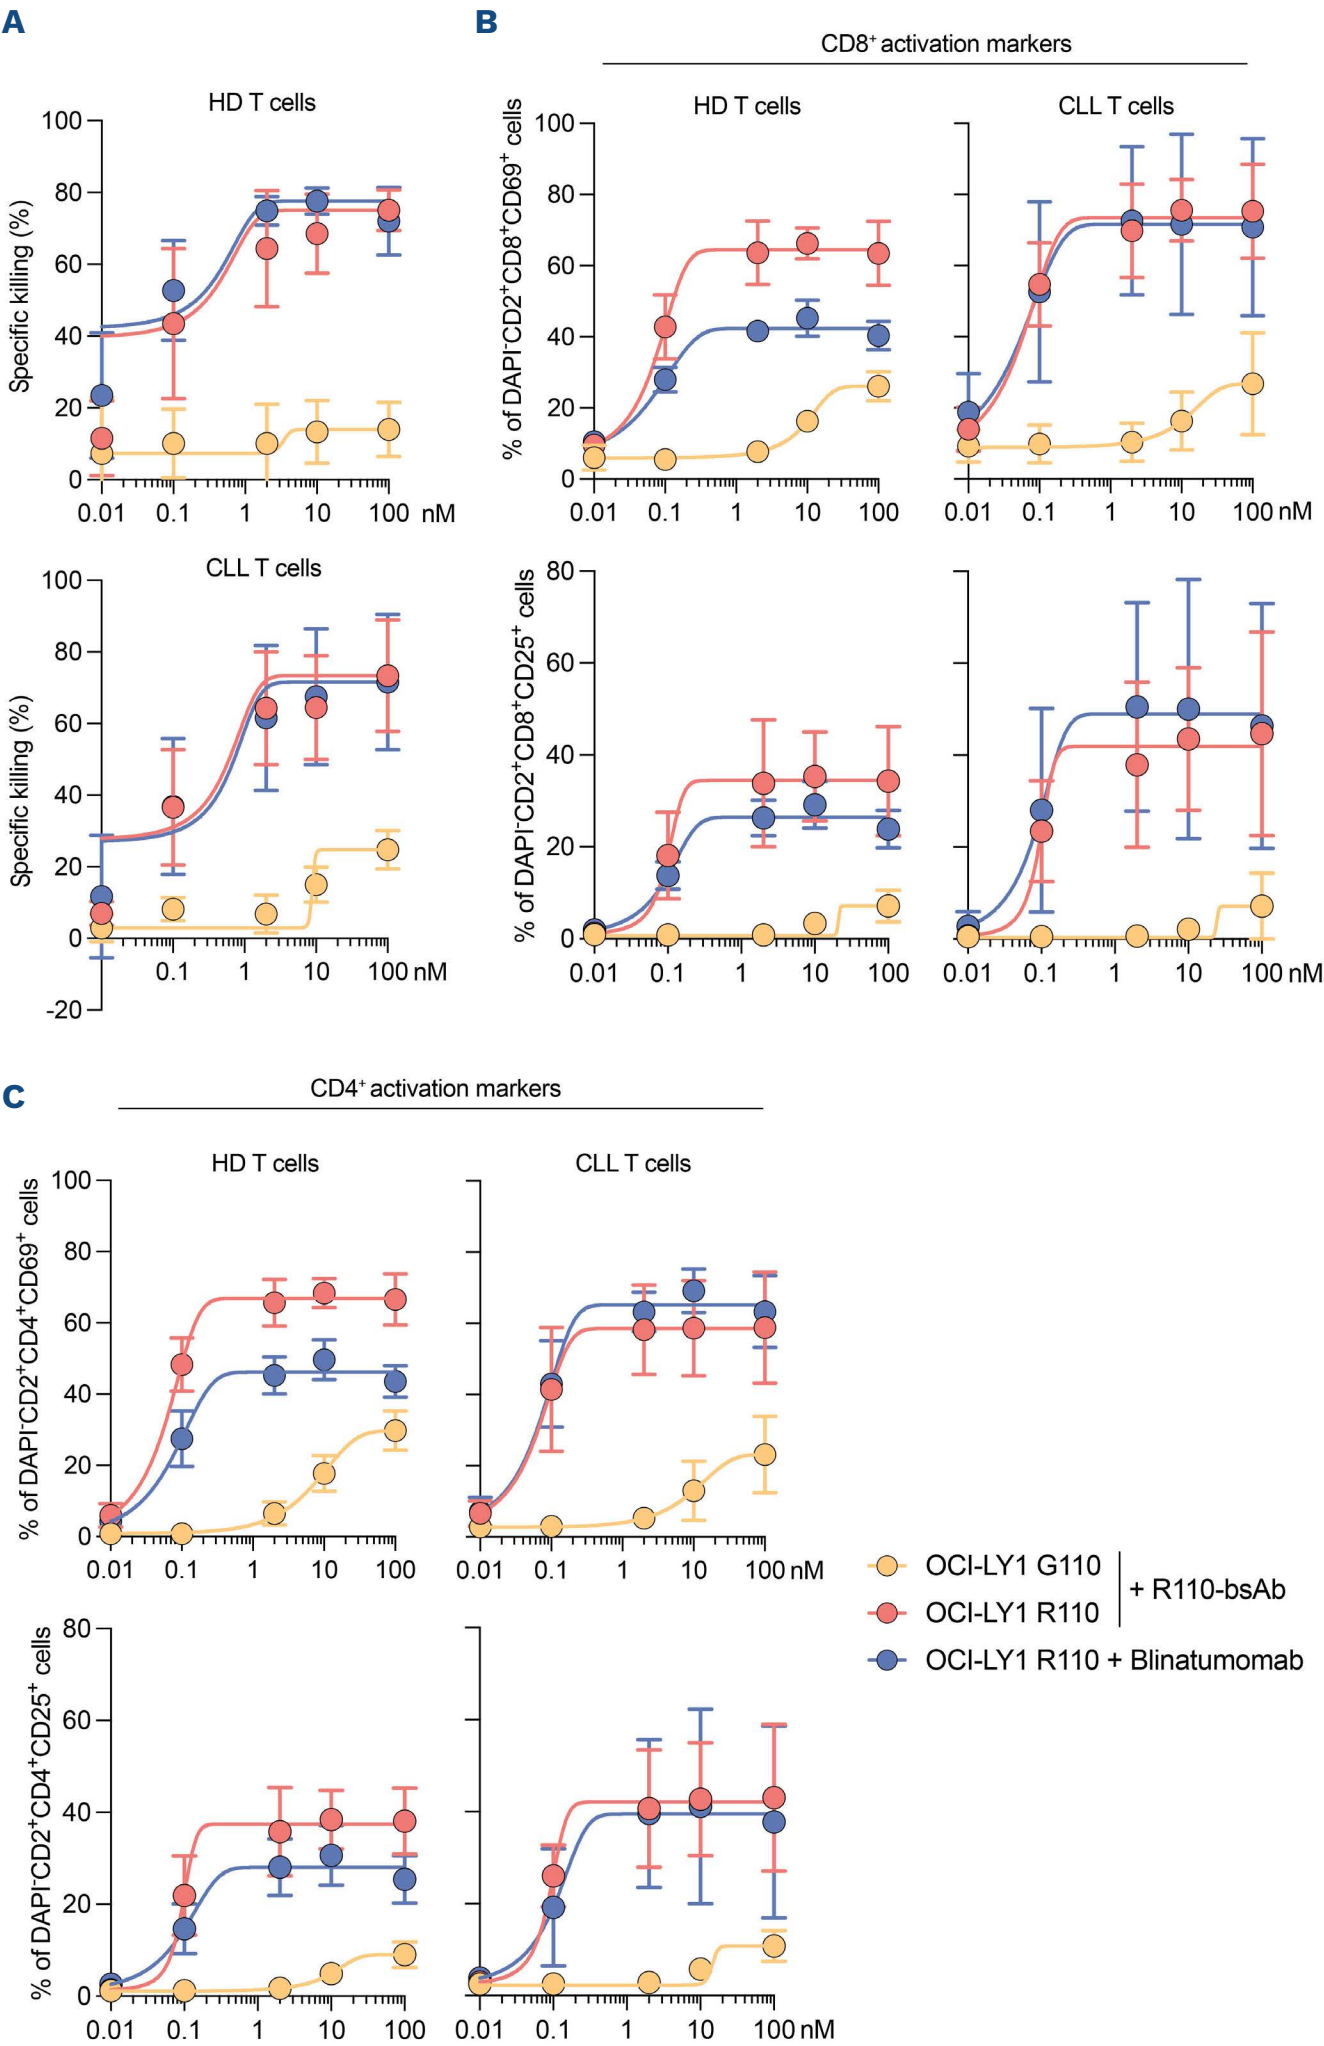 A
B
CD8⁺ activation markers
HD T cells
HD T cells
CLL T cells
Specific killing (%)
100
80
60
40
20
0
0.01 0.1 1 10 100 nM
% of DAPI⁻CD2⁺CD8⁺CD69⁺ cells
100
80
60
40
20
0
0.01 0.1 1 10 100
0.01 0.1 1 10 100 nM
CLL T cells
Specific killing (%)
100
80
60
40
20
0
-20
0.1 1 10 100 nM
% of DAPI⁻CD2⁺CD8⁺CD25⁺ cells
80
60
40
20
0
0.01 0.1 1 10 100
0.01 0.1 1 10 100 nM
C
CD4⁺ activation markers
HD T cells
CLL T cells
% of DAPI⁻CD2⁺CD4⁺CD69⁺ cells
100
80
60
40
20
0
0.01 0.1 1 10 100
0.01 0.1 1 10 100 nM
OCI-LY1 G110
OCI-LY1 R110
+ R110-bsAb
OCI-LY1 R110 + Blinatumomab
% of DAPI⁻CD2⁺CD4⁺CD25⁺ cells
80
60
40
20
0
0.01 0.1 1 10 100
0.01 0.1 1 10 100 nM